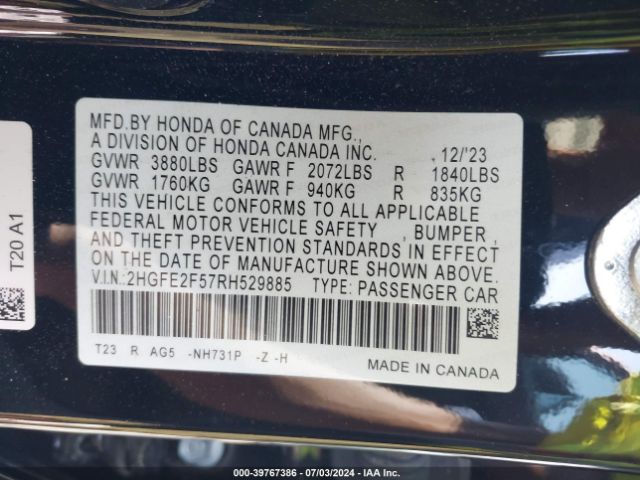 MFD.BY HONDA OF CANADA MFG.,
A DIVISION OF HONDA CANADA INC. , 12/'23
GVWR 3880LBS GAWR F 2072LBS R 1840LBS
GVWR 1760KG GAWR F 940KG R 835KG
THIS VEHICLE CONFORMS TO ALL APPLICABLE
FEDERAL MOTOR VEHICLE SAFETY , BUMPER ,
AND THEFT PREVENTION STANDARDS IN EFFECT
ON THE DATE OF MANUFACTURE SHOWN ABOVE.
V.I.N:2HGFE2F57RH529885 TYPE: PASSENGER CAR
T23 R AG5 -NH731P -Z -H
MADE IN CANADA
T20 A1
000-39767386 - 07/03/2024 - IAA Inc.